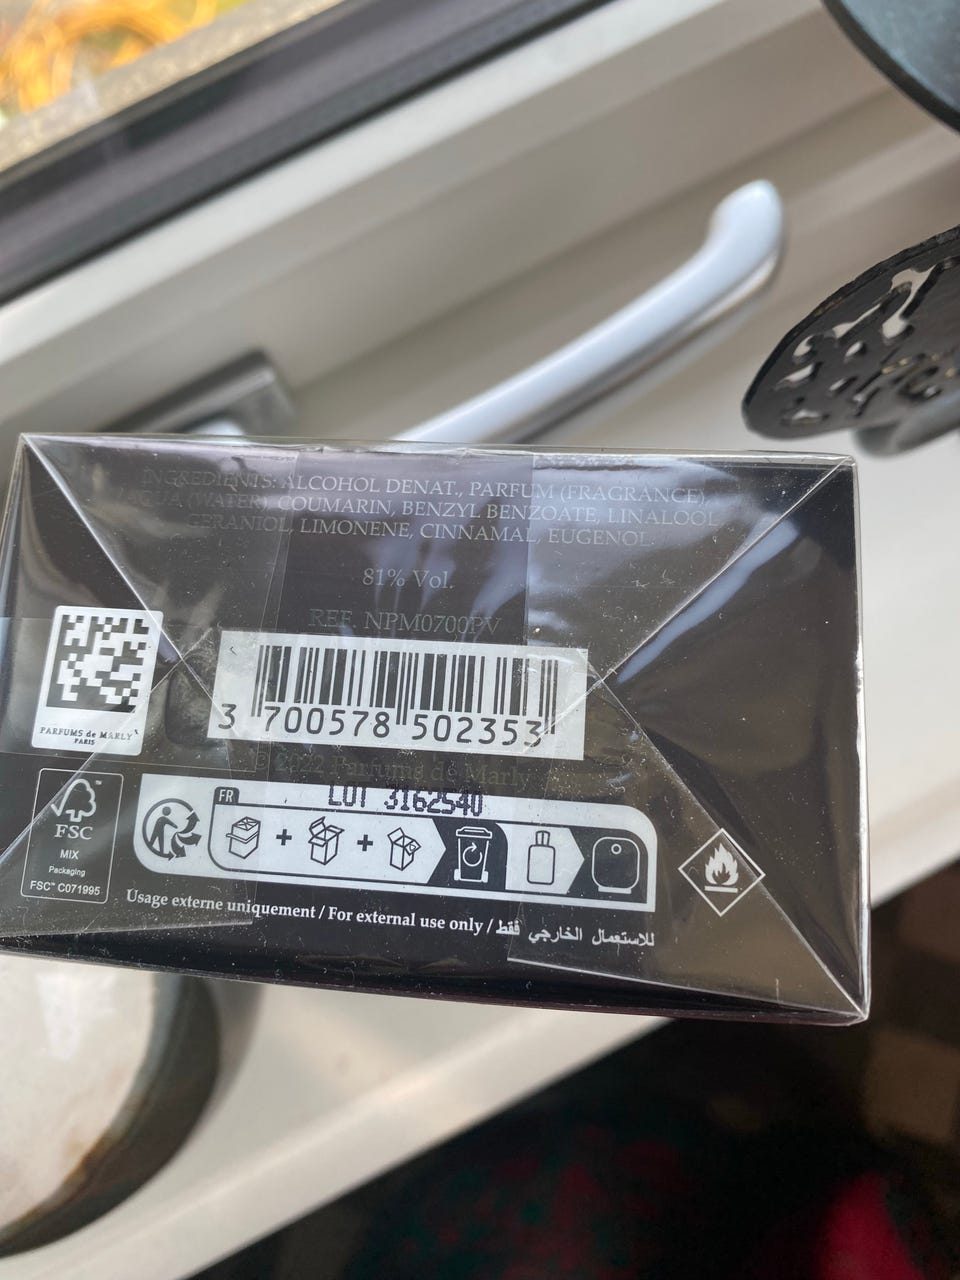 INGREDIENTS: ALCOHOL DENAT., PARFUM (FRAGRANCE),
AQUA (WATER), COUMARIN, BENZYL BENZOATE, LINALOOL
GERANIOL, LIMONENE, CINNAMAL, EUGENOL.
81% Vol.
REF. NPM0700PV
3 700578 502353
PARFUMS de MARLY
PARIS
© 2022 Parfums de Marly
LOT 3162540
FR
FSC
MIX
Packaging
FSC™ C071995
Usage externe uniquement / For external use only / للاستعمال الخارجي فقط